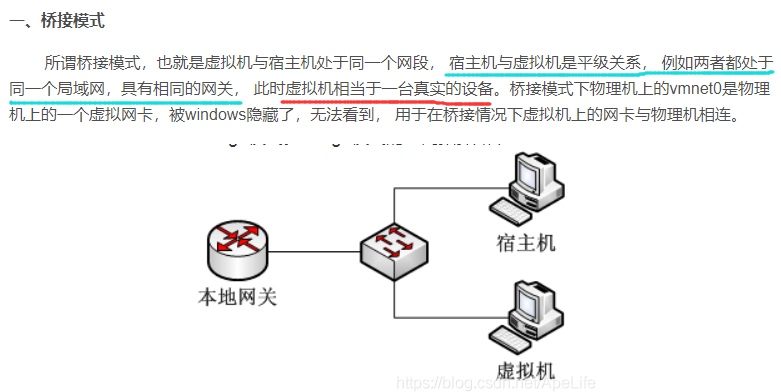 一、桥接模式
所谓桥接模式，也就是虚拟机与宿主机处于同一个网段， 宿主机与虚拟机是平级关系， 例如两者都处于
同一个局域网，具有相同的网关， 此时虚拟机相当于一台真实的设备。桥接模式下物理机上的vmnet0是物理
机上的一个虚拟网卡，被windows隐藏了，无法看到， 用于在桥接情况下虚拟机上的网卡与物理机相连。
宿主机
本地网关
虚拟机
https://blog.csdn.net/ApeLife